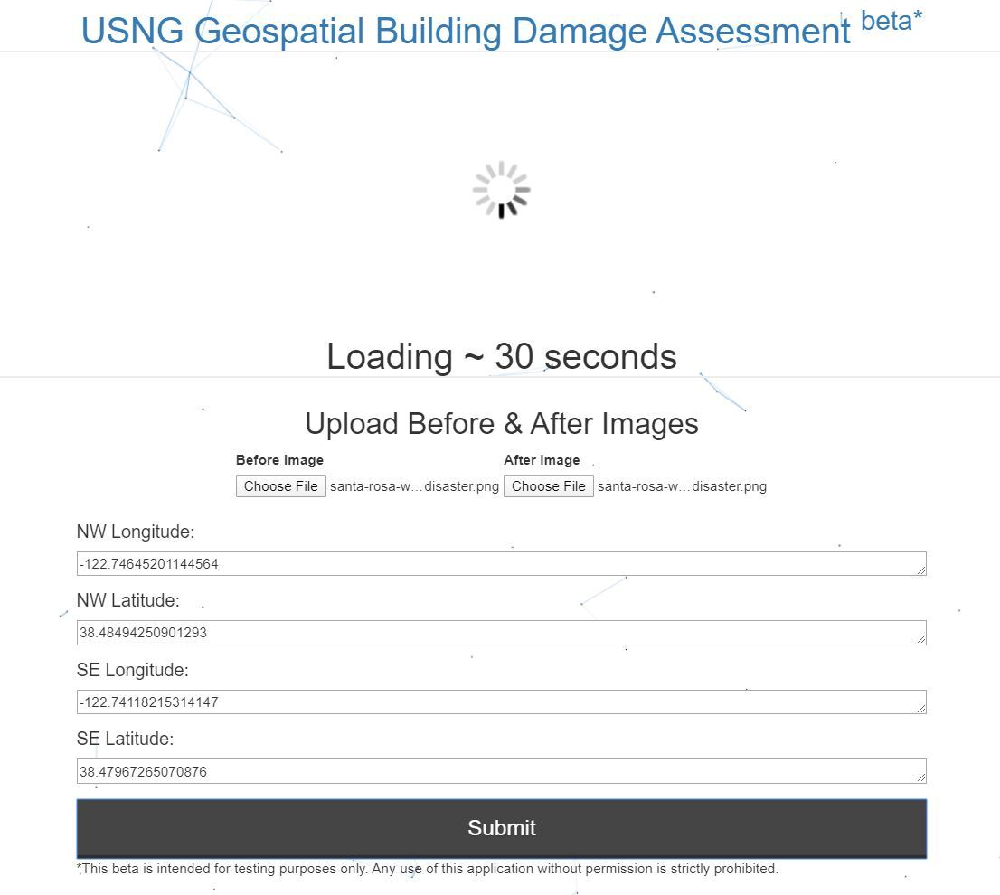 USNG Geospatial Building Damage Assessment beta*
Loading ~ 30 seconds
Upload Before & After Images
Before Image After Image
Choose File santa-rosa-w…disaster.png Choose File santa-rosa-w…disaster.png
NW Longitude:
-122.74645201144564
NW Latitude:
38.48494250901293
SE Longitude:
-122.74118215314147
SE Latitude:
38.47967265070876
Submit
*This beta is intended for testing purposes only. Any use of this application without permission is strictly prohibited.